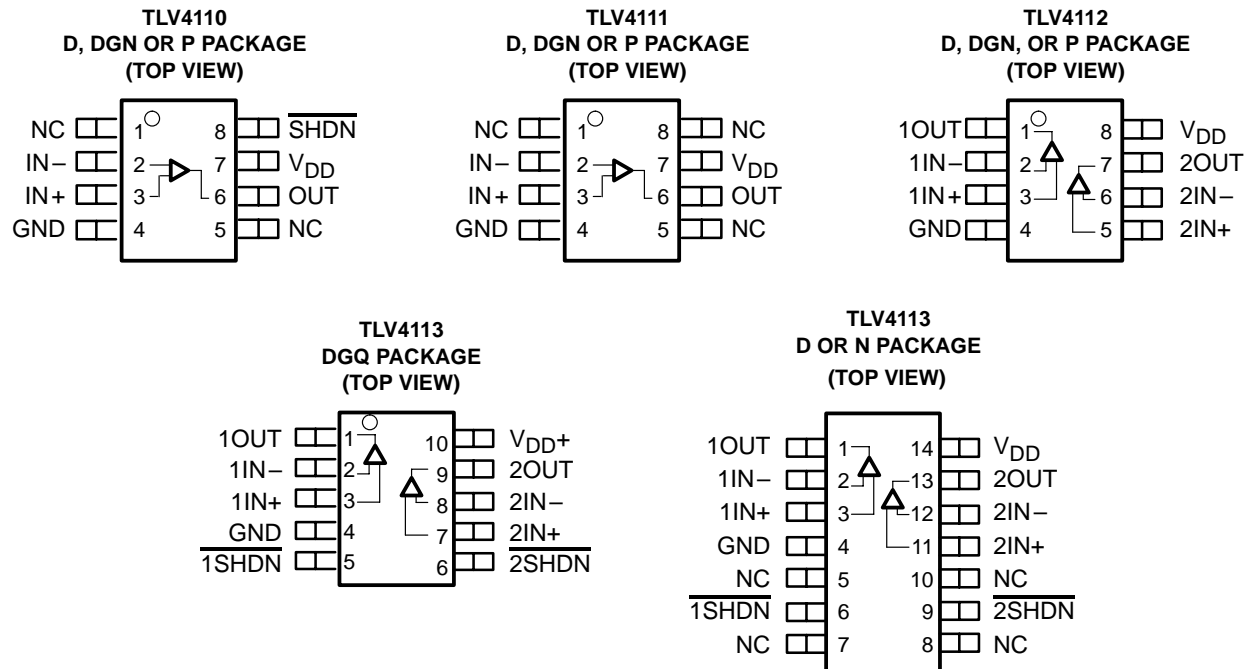 TLV4110
D, DGN OR P PACKAGE
(TOP VIEW)
NC 1 8 SHDN
IN− 2 7 VDD
IN+ 3 6 OUT
GND 4 5 NC
TLV4111
D, DGN OR P PACKAGE
(TOP VIEW)
NC 1 8 NC
IN− 2 7 VDD
IN+ 3 6 OUT
GND 4 5 NC
TLV4112
D, DGN, OR P PACKAGE
(TOP VIEW)
1OUT 1 8 VDD
1IN− 2 7 2OUT
1IN+ 3 6 2IN−
GND 4 5 2IN+
TLV4113
DGQ PACKAGE
(TOP VIEW)
1OUT 1 10 VDD+
1IN− 2 9 2OUT
1IN+ 3 8 2IN−
GND 4 7 2IN+
1SHDN 5 6 2SHDN
TLV4113
D OR N PACKAGE
(TOP VIEW)
1OUT 1 14 VDD
1IN− 2 13 2OUT
1IN+ 3 12 2IN−
GND 4 11 2IN+
NC 5 10 NC
1SHDN 6 9 2SHDN
NC 7 8 NC